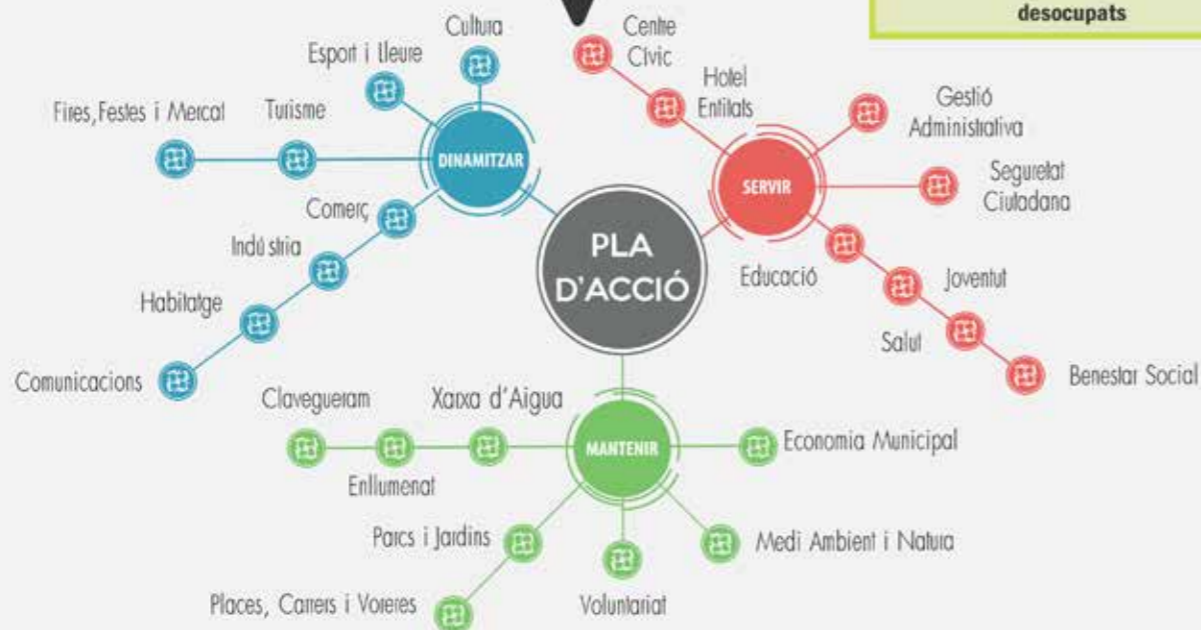 desocupats
Cultura
Esport i Lleure
Fires, Festes i Mercat
Turisme
DINAMITZAR
Comerç
Indústria
Habitatge
Comunicacions
Centre
Cívic
Hotel
Entitats
Gestió
Administrativa
SERVIR
Seguretat
Ciutadana
Educació
Joventut
Salut
Benestar Social
PLA
D'ACCIÓ
Clavegueram
Xarxa d'Aigua
Enllumenat
MANTENIR
Economia Municipal
Parcs i Jardins
Medi Ambient i Natura
Places, Carrers i Voreres
Voluntariat